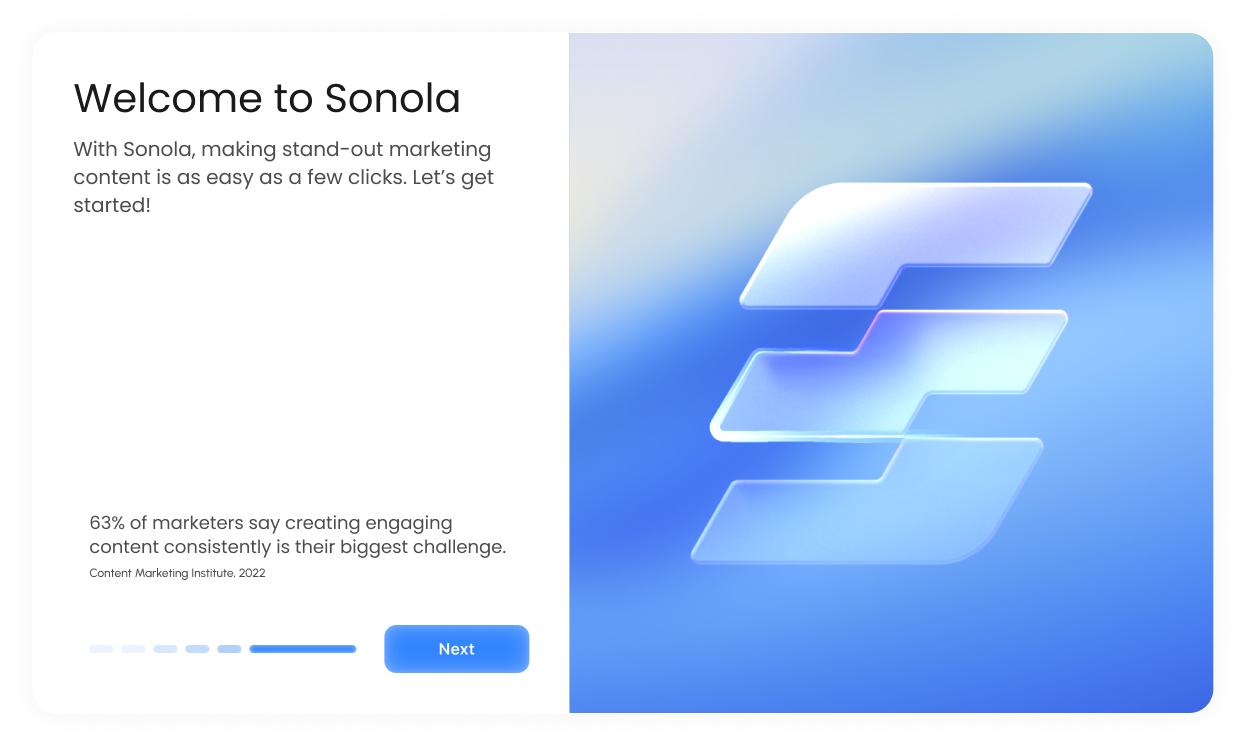 Welcome to Sonola
With Sonola, making stand-out marketing
content is as easy as a few clicks. Let’s get
started!
63% of marketers say creating engaging
content consistently is their biggest challenge.
Content Marketing Institute, 2022
Next